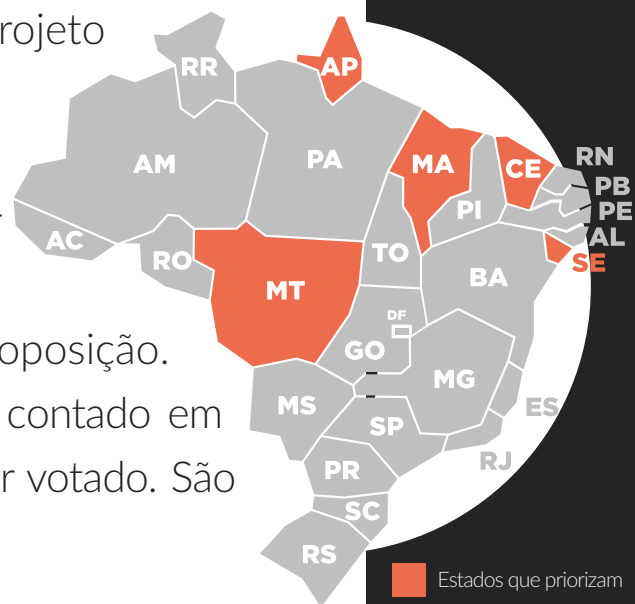 rojeto
RR
AP
AM
PA
MA
CE
RN
PB
PE
AL
SE
PI
AC
RO
TO
BA
MT
DF
GO
oposição.
MG
contado em
MS
ES
SP
RJ
r votado. São
PR
SC
RS
Estados que priorizam